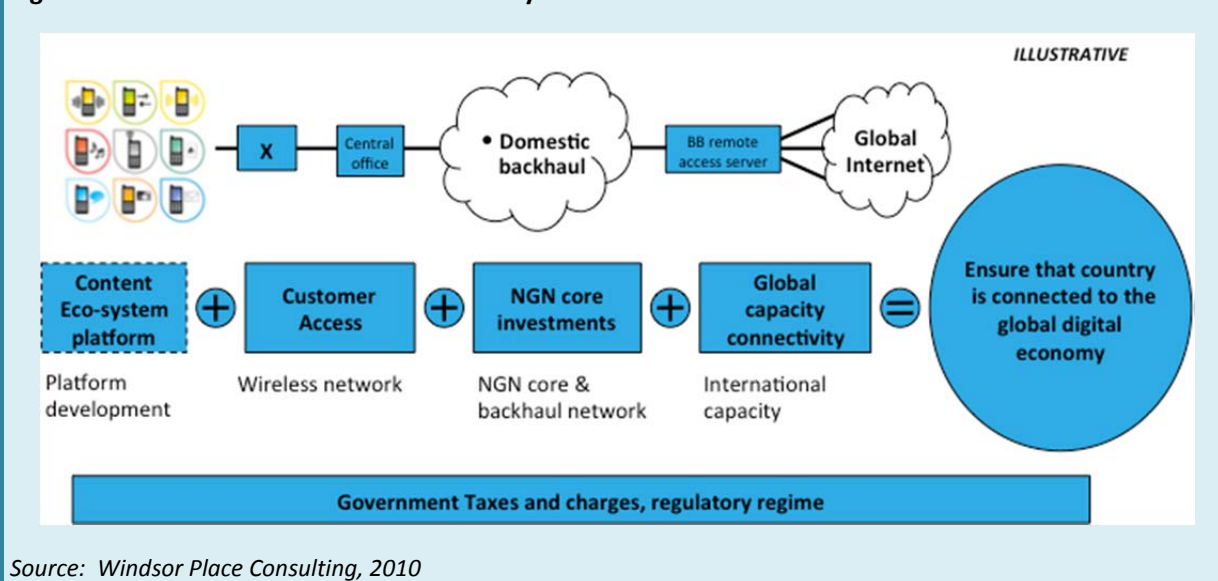 ILLUSTRATIVE
X
Central
office
• Domestic
backhaul
BB remote
access server
Global
Internet
Content
Eco-system
platform
+
Customer
Access
+
NGN core
investments
+
Global
capacity
connectivity
=
Ensure that country
is connected to the
global digital
economy
Platform
development
Wireless network
NGN core &
backhaul network
International
capacity
Government Taxes and charges, regulatory regime
Source: Windsor Place Consulting, 2010